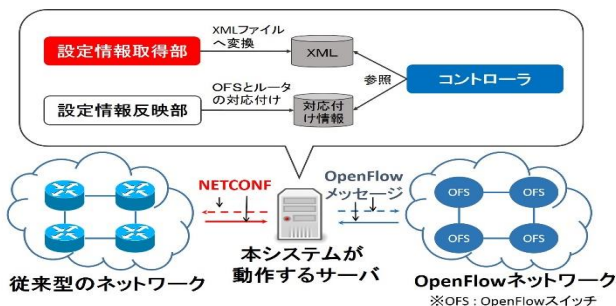 XMLファイル
へ変換
設定情報取得部
XML
コントローラ
参照
OFSとルータ
の対応付け
設定情報反映部
対応付
け情報
NETCONF
OpenFlow
メッセージ
OFS
OFS
OFS
OFS
本システムが
動作するサーバ
従来型のネットワーク
OpenFlowネットワーク
※OFS : OpenFlowスイッチ